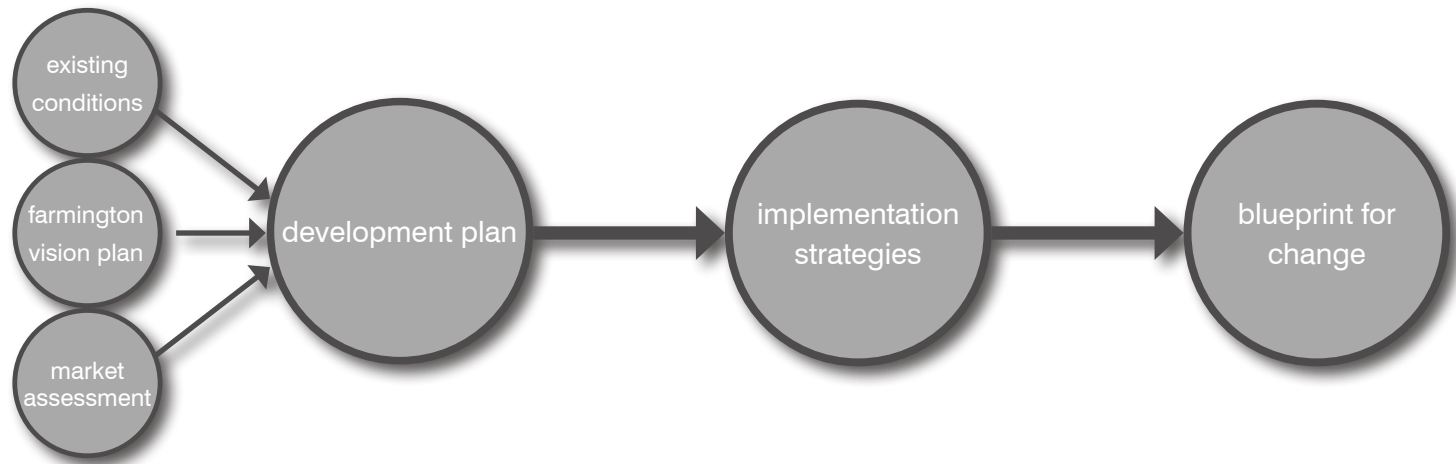 existing
conditions
farmington
vision plan
market
assessment
development plan
implementation
strategies
blueprint for
change